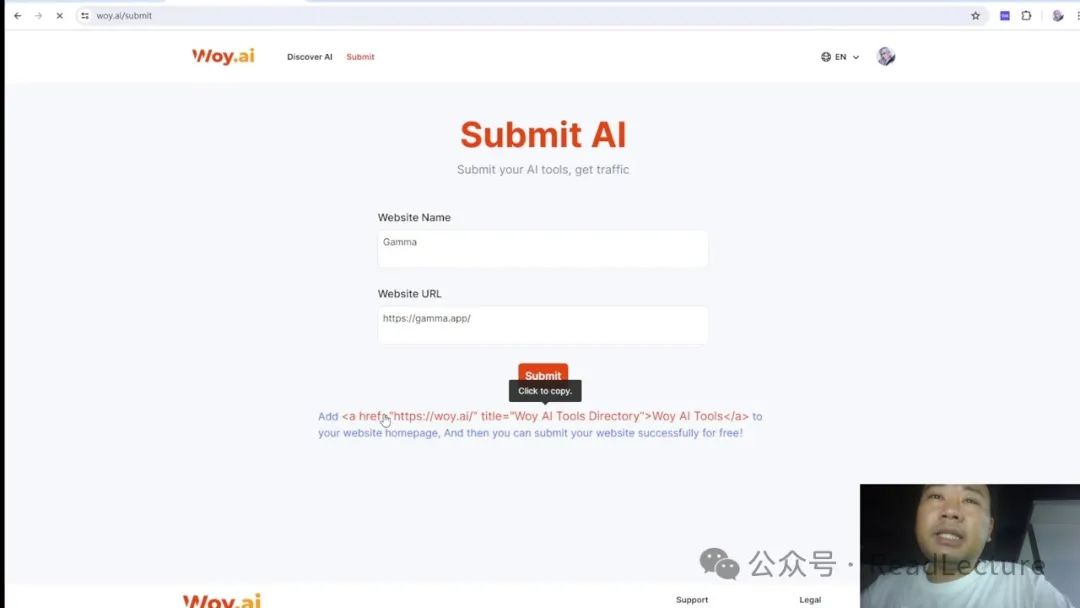 woy.ai/submit
Woy.ai Discover AI Submit EN
Submit AI
Submit your AI tools, get traffic
Website Name
Gamma
Website URL
https://gamma.app/
Submit
Click to copy.
Add <a href="https://woy.ai/" title="Woy AI Tools Directory">Woy AI Tools</a> to
your website homepage, And then you can submit your website successfully for free!
公众号 · ReadLecture
Woy.ai Support Legal